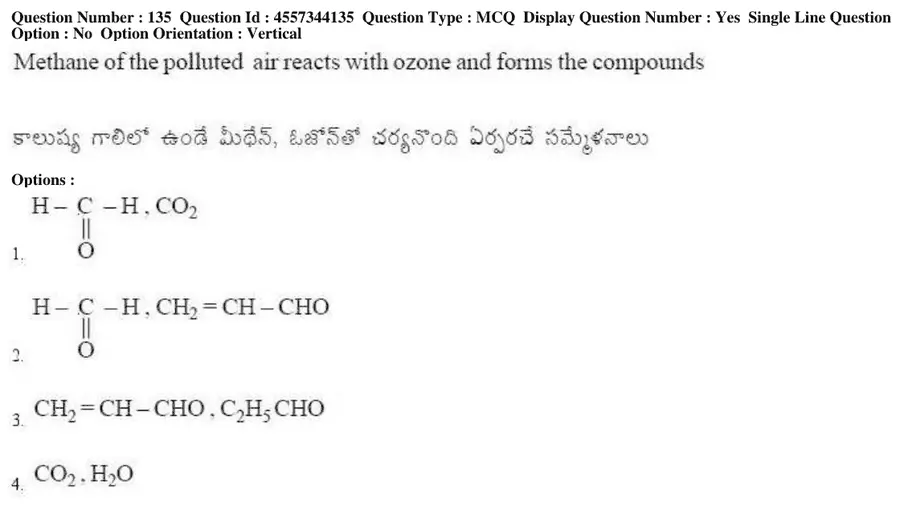 Question Number : 135 Question Id : 4557344135 Question Type : MCQ Display Question Number : Yes Single Line Question
Option : No Option Orientation : Vertical
Methane of the polluted air reacts with ozone and forms the compounds
కాలుష్య గాలిలో ఉండే మీథేన్, ఓజోన్‌తో చర్యనొంది ఏర్పరచే సమ్మేళనాలు
Options :
H – C – H , CO₂
||
1. O
H – C – H , CH₂ = CH – CHO
||
2. O
3. CH₂ = CH – CHO , C₂H₅CHO
4. CO₂ , H₂O